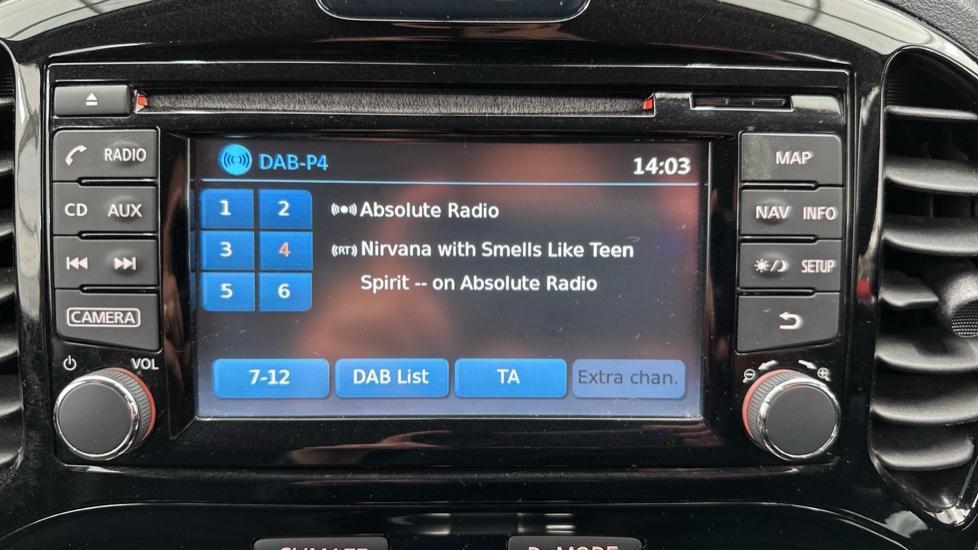 RADIO
CD AUX
CAMERA
VOL
DAB-P4 14:03
1 2
3 4
5 6
Absolute Radio
(RT) Nirvana with Smells Like Teen
Spirit -- on Absolute Radio
7-12 DAB List TA Extra chan.
MAP
NAV INFO
SETUP
CLIMATE
D-MODE